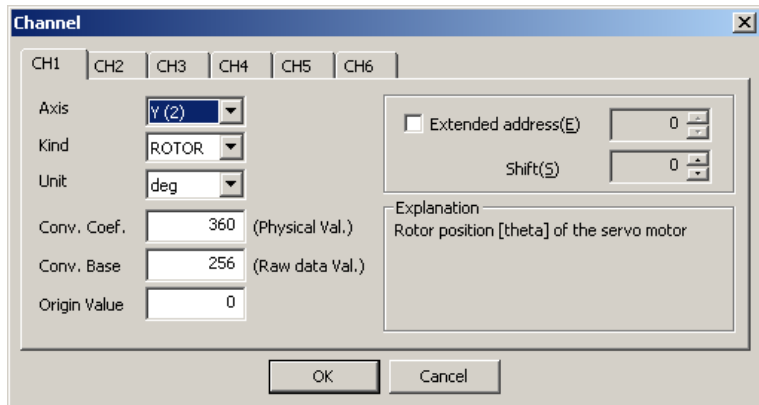 Channel
CH1 CH2 CH3 CH4 CH5 CH6
Axis Y (2)
Kind ROTOR
Unit deg
Conv. Coef. 360 (Physical Val.)
Conv. Base 256 (Raw data Val.)
Origin Value 0
Extended address(E) 0
Shift(S) 0
Explanation
Rotor position [theta] of the servo motor
OK Cancel